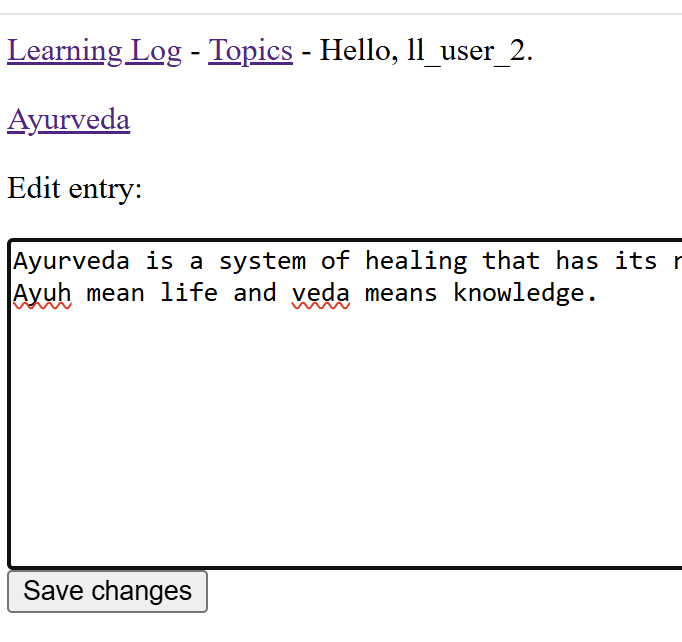 Learning Log - Topics - Hello, ll_user_2.
Ayurveda
Edit entry:
Ayurveda is a system of healing that has its
Ayuh mean life and veda means knowledge.
Save changes